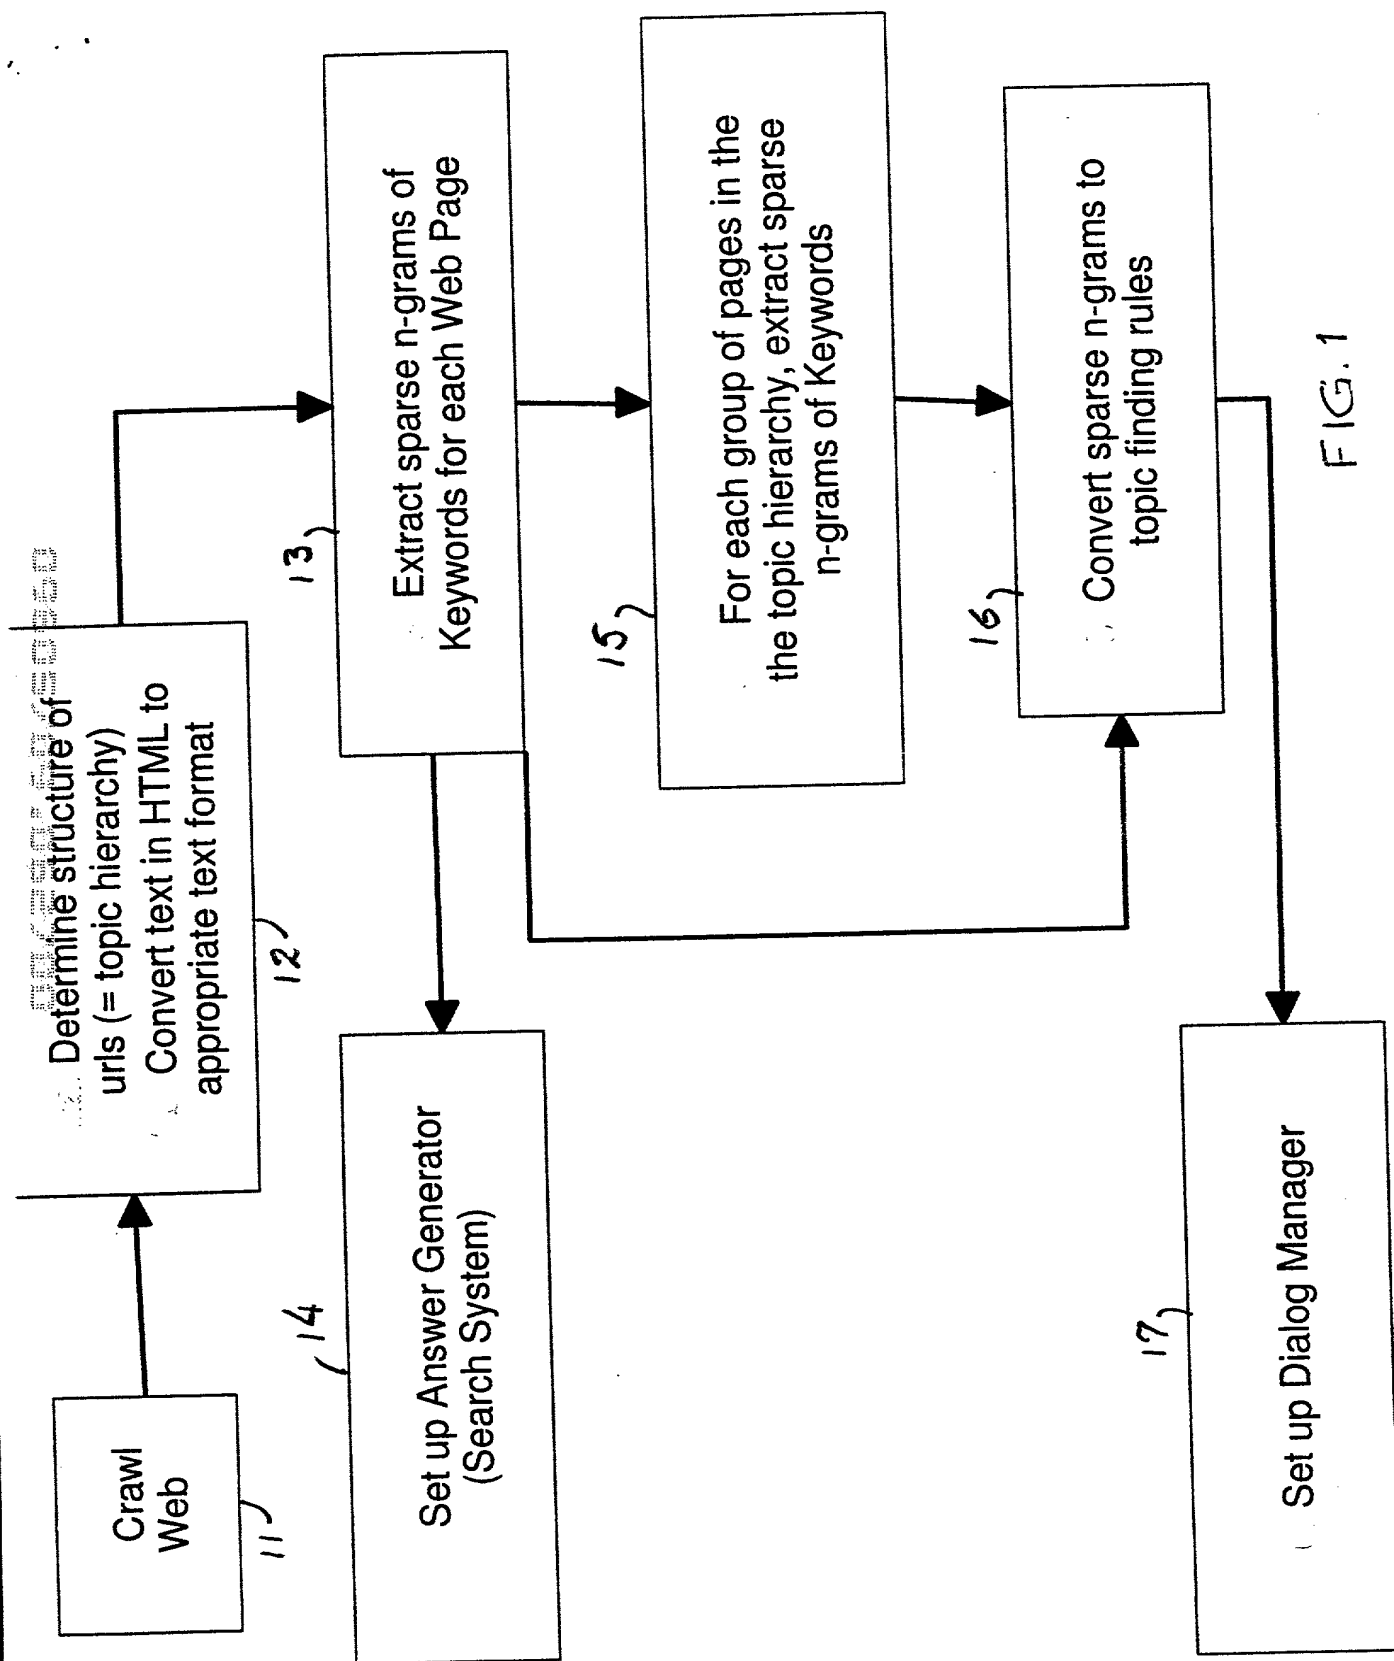 Crawl
Web
11
Determine structure of
urls (= topic hierarchy)
Convert text in HTML to
appropriate text format
12
13
Extract sparse n-grams of
Keywords for each Web Page
14
Set up Answer Generator
(Search System)
15
For each group of pages in the
the topic hierarchy, extract sparse
n-grams of Keywords
16
Convert sparse n-grams to
topic finding rules
17
Set up Dialog Manager
FIG. 1